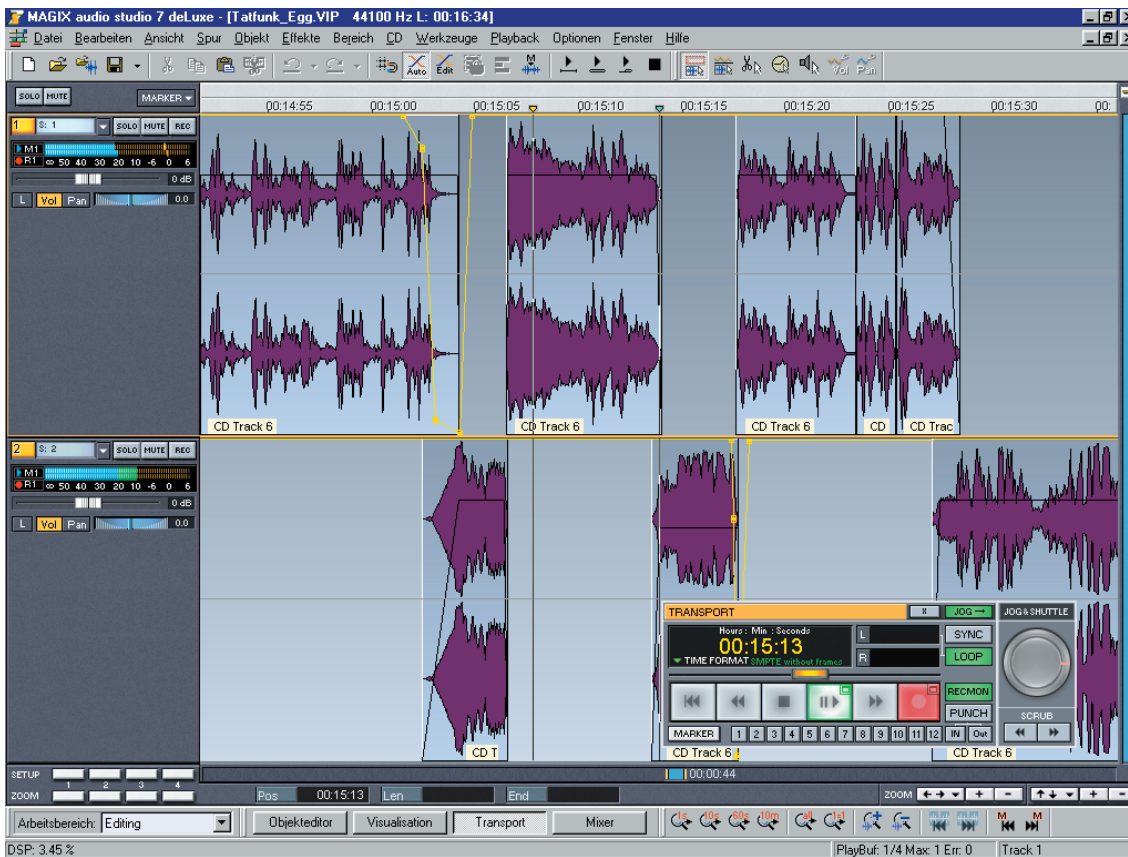 MAGIX audio studio 7 deLuxe - [Tatfunk_Egg.VIP 44100 Hz L: 00:16:34]
Datei Bearbeiten Ansicht Spur Objekt Effekte Bereich CD Werkzeuge Playback Optionen Fenster Hilfe
Auto Edit M Vol Pan
SOLO MUTE MARKER
00:14:55 00:15:00 00:15:05 00:15:10 00:15:15 00:15:20 00:15:25 00:15:30 00:
1 S: 1 SOLO MUTE REC
M1
R1 ∞ 50 40 30 20 10 -6 0 6
0 dB
L Vol Pan 0.0
CD Track 6 CD Track 6 CD Track 6 CD CD Trac
2 S: 2 SOLO MUTE REC
M1
R1 ∞ 50 40 30 20 10 -6 0 6
0 dB
L Vol Pan 0.0
TRANSPORT x JOG → JOG & SHUTTLE
Hours : Min : Seconds
00:15:13
TIME FORMAT SMPTE without frames
L
R
SYNC
LOOP
RECMON
PUNCH
SCRUB
MARKER 1 2 3 4 5 6 7 8 9 10 11 12 IN Out
CD T CD Track 6 CD Track 6
SETUP 1 2 3 4
ZOOM
00:00:44
Pos 00:15:13 Len End ZOOM
Arbeitsbereich: Editing Objekteditor Visualisation Transport Mixer 1s 10s 60s 10m all 1st M M
DSP: 3.45 % PlayBuf: 1/4 Max: 1 Err: 0 Track 1